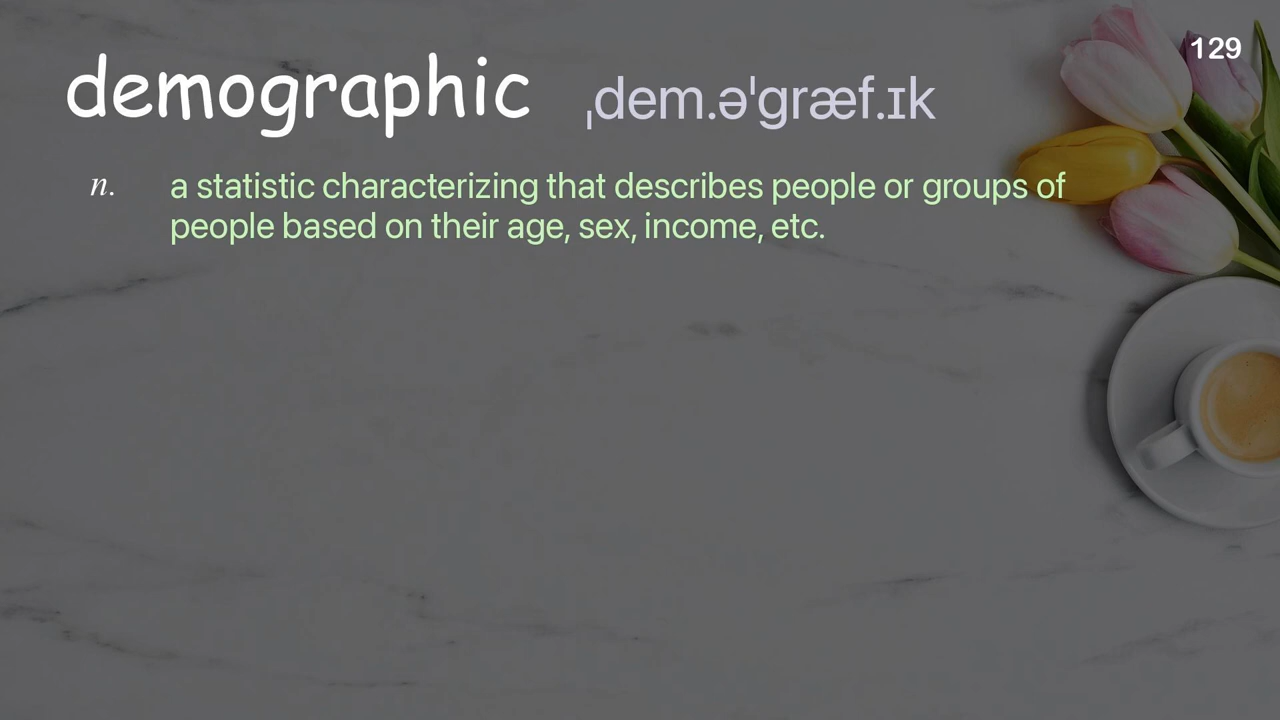 129
demographic ˌdem.əˈɡræf.ɪk
n. a statistic characterizing that describes people or groups of
people based on their age, sex, income, etc.